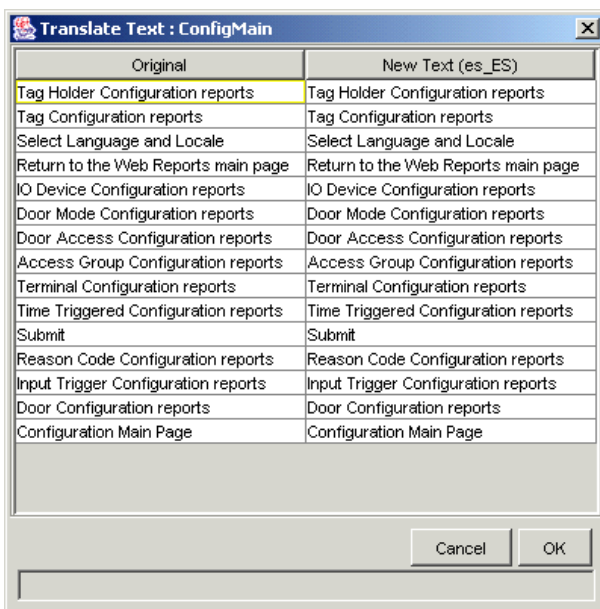 Translate Text : ConfigMain
Original New Text (es_ES)
Tag Holder Configuration reports Tag Holder Configuration reports
Tag Configuration reports Tag Configuration reports
Select Language and Locale Select Language and Locale
Return to the Web Reports main page Return to the Web Reports main page
IO Device Configuration reports IO Device Configuration reports
Door Mode Configuration reports Door Mode Configuration reports
Door Access Configuration reports Door Access Configuration reports
Access Group Configuration reports Access Group Configuration reports
Terminal Configuration reports Terminal Configuration reports
Time Triggered Configuration reports Time Triggered Configuration reports
Submit Submit
Reason Code Configuration reports Reason Code Configuration reports
Input Trigger Configuration reports Input Trigger Configuration reports
Door Configuration reports Door Configuration reports
Configuration Main Page Configuration Main Page
Cancel OK